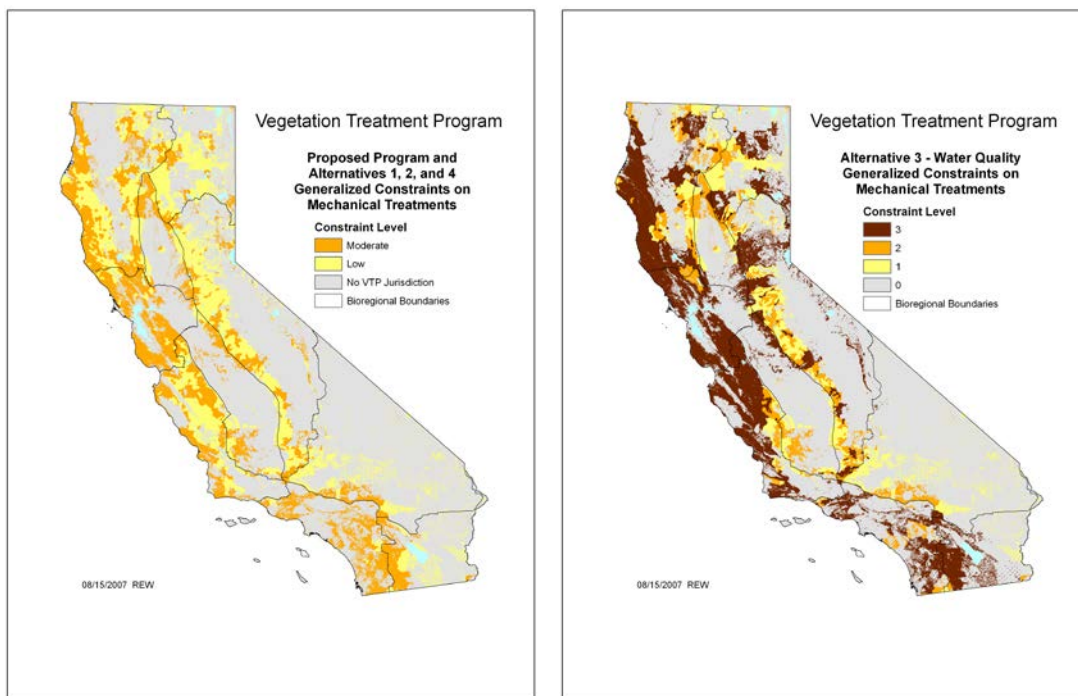 Vegetation Treatment Program
Proposed Program and
Alternatives 1, 2, and 4
Generalized Constraints on
Mechanical Treatments
Constraint Level
Moderate
Low
No VTP Jurisdiction
Bioregional Boundaries
08/15/2007 REW
Vegetation Treatment Program
Alternative 3 - Water Quality
Generalized Constraints on
Mechanical Treatments
Constraint Level
3
2
1
0
Bioregional Boundaries
08/15/2007 REW